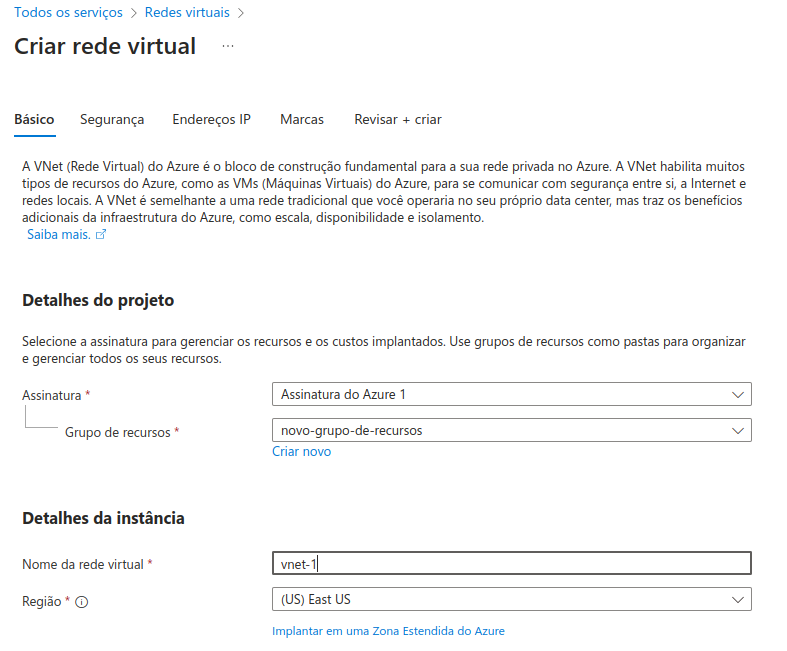 Todos os serviços > Redes virtuais >
Criar rede virtual ...
Básico Segurança Endereços IP Marcas Revisar + criar
A VNet (Rede Virtual) do Azure é o bloco de construção fundamental para a sua rede privada no Azure. A VNet habilita muitos
tipos de recursos do Azure, como as VMs (Máquinas Virtuais) do Azure, para se comunicar com segurança entre si, a Internet e
redes locais. A VNet é semelhante a uma rede tradicional que você operaria no seu próprio data center, mas traz os benefícios
adicionais da infraestrutura do Azure, como escala, disponibilidade e isolamento.
Saiba mais.
Detalhes do projeto
Selecione a assinatura para gerenciar os recursos e os custos implantados. Use grupos de recursos como pastas para organizar
e gerenciar todos os seus recursos.
Assinatura * Assinatura do Azure 1
Grupo de recursos * novo-grupo-de-recursos
Criar novo
Detalhes da instância
Nome da rede virtual * vnet-1
Região * (US) East US
Implantar em uma Zona Estendida do Azure